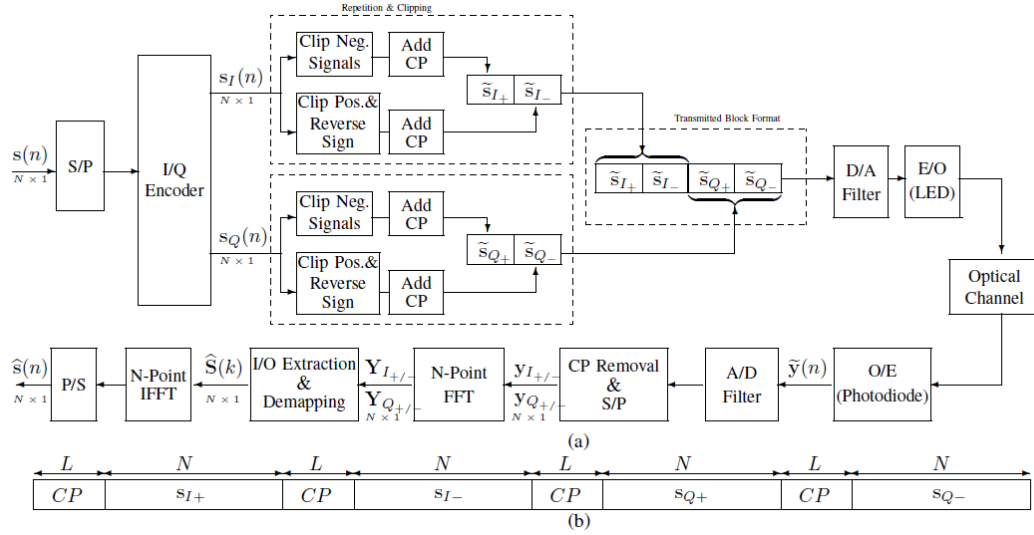 Repetition & Clipping
Clip Neg.
Signals
Add
CP
s_I(n)
N × 1
s̃_I+ s̃_I−
Clip Pos.&
Reverse
Sign
Add
CP
Transmitted Block Format
s(n)
N × 1
S/P
I/Q
Encoder
s̃_I+ s̃_I− s̃_Q+ s̃_Q−
D/A
Filter
E/O
(LED)
Clip Neg.
Signals
Add
CP
s_Q(n)
N × 1
s̃_Q+ s̃_Q−
Clip Pos.&
Reverse
Sign
Add
CP
Optical
Channel
ŝ(n)
N × 1
P/S
N-Point
IFFT
Ŝ(k)
N × 1
I/O Extraction
&
Demapping
Y_I+/−
Y_Q+/−
N × 1
N-Point
FFT
y_I+/−
y_Q+/−
N × 1
CP Removal
&
S/P
A/D
Filter
ỹ(n)
O/E
(Photodiode)
(a)
L N L N L N L N
CP s_I+ CP s_I− CP s_Q+ CP s_Q−
(b)